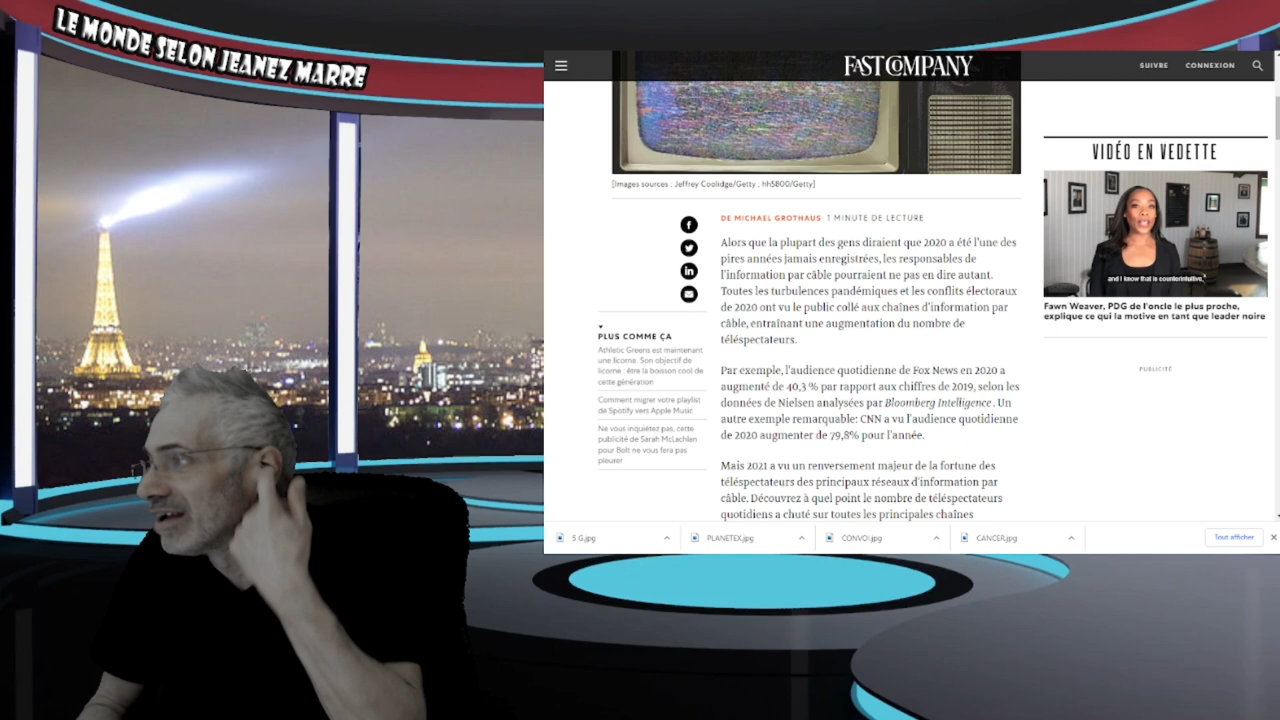 LE MONDE SELON JEANEZ MARRE
FAST COMPANY
SUIVRE
CONNEXION
[Images sources : Jeffrey Coolidge/Getty ; hh5800/Getty]
DE MICHAEL GROTHAUS 1 MINUTE DE LECTURE
Alors que la plupart des gens diraient que 2020 a été l'une des
pires années jamais enregistrées, les responsables de
l'information par câble pourraient ne pas en dire autant.
Toutes les turbulences pandémiques et les conflits électoraux
de 2020 ont vu le public collé aux chaînes d'information par
câble, entraînant une augmentation du nombre de
téléspectateurs.
Par exemple, l'audience quotidienne de Fox News en 2020 a
augmenté de 40,3 % par rapport aux chiffres de 2019, selon les
données de Nielsen analysées par Bloomberg Intelligence . Un
autre exemple remarquable: CNN a vu l'audience quotidienne
de 2020 augmenter de 79,8% pour l'année.
Mais 2021 a vu un renversement majeur de la fortune des
téléspectateurs des principaux réseaux d'information par
câble. Découvrez à quel point le nombre de téléspectateurs
quotidiens a chuté sur toutes les principales chaînes
PLUS COMME ÇA
Athletic Greens est maintenant
une licorne. Son objectif de
licorne : être la boisson cool de
cette génération
Comment migrer votre playlist
de Spotify vers Apple Music
Ne vous inquiétez pas, cette
publicité de Sarah McLachlan
pour Bolt ne vous fera pas
pleurer
VIDÉO EN VEDETTE
and I know that is counterintuitive,
Fawn Weaver, PDG de l'oncle le plus proche,
explique ce qui la motive en tant que leader noire
PUBLICITÉ
5 G.jpg
PLANETEX.jpg
CONVOI.jpg
CANCER.jpg
Tout afficher